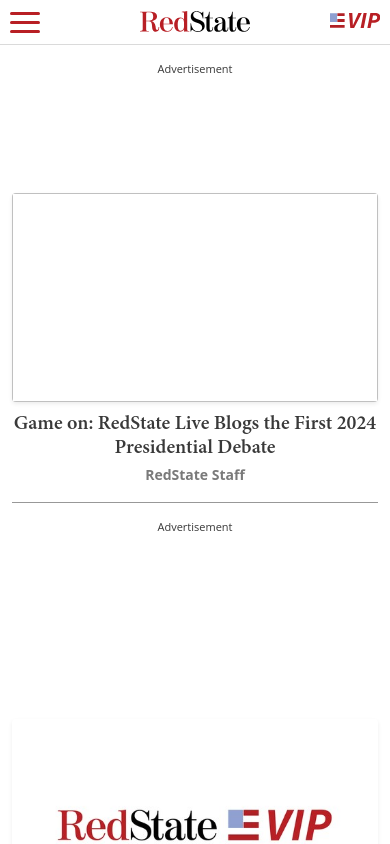 RedState
VIP
Advertisement
Game on: RedState Live Blogs the First 2024
Presidential Debate
RedState Staff
Advertisement
RedState VIP